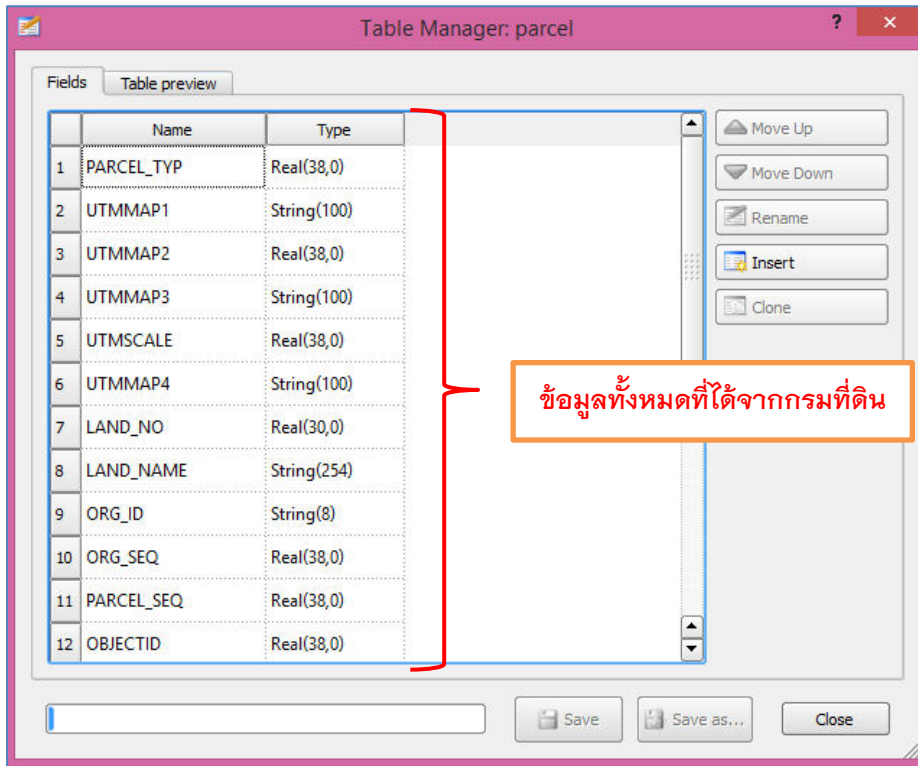 Table Manager: parcel
?
×
Fields Table preview
Name Type
1 PARCEL_TYP Real(38,0)
2 UTMMAP1 String(100)
3 UTMMAP2 Real(38,0)
4 UTMMAP3 String(100)
5 UTMSCALE Real(38,0)
6 UTMMAP4 String(100)
7 LAND_NO Real(30,0)
8 LAND_NAME String(254)
9 ORG_ID String(8)
10 ORG_SEQ Real(38,0)
11 PARCEL_SEQ Real(38,0)
12 OBJECTID Real(38,0)
Move Up
Move Down
Rename
Insert
Clone
ข้อมูลทั้งหมดที่ได้จากกรมที่ดิน
Save Save as... Close